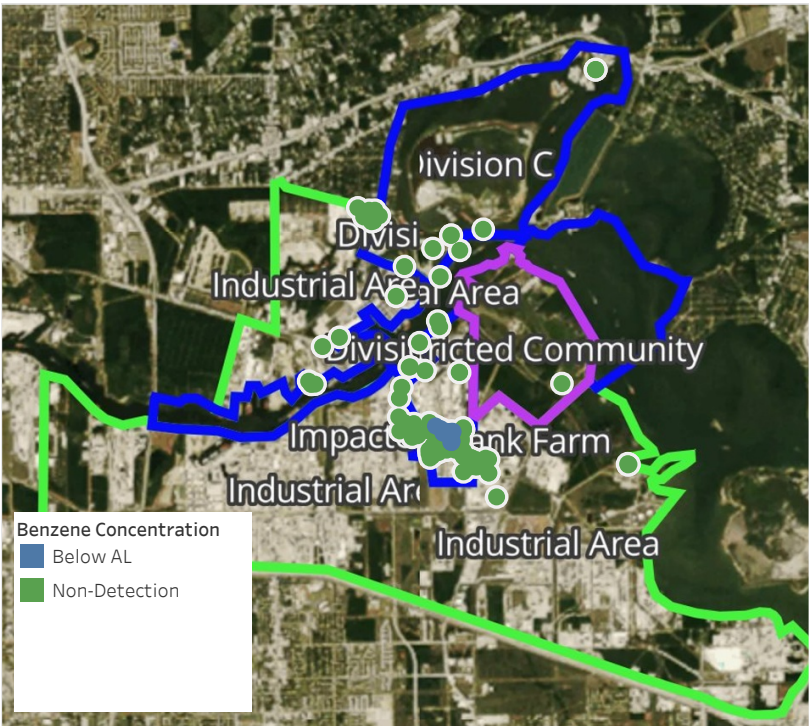 Division C
Divisi
Industrial Area
al Area
Divisi
ricted Community
Impact
ank Farm
Industrial Are
Industrial Area
Benzene Concentration
Below AL
Non-Detection